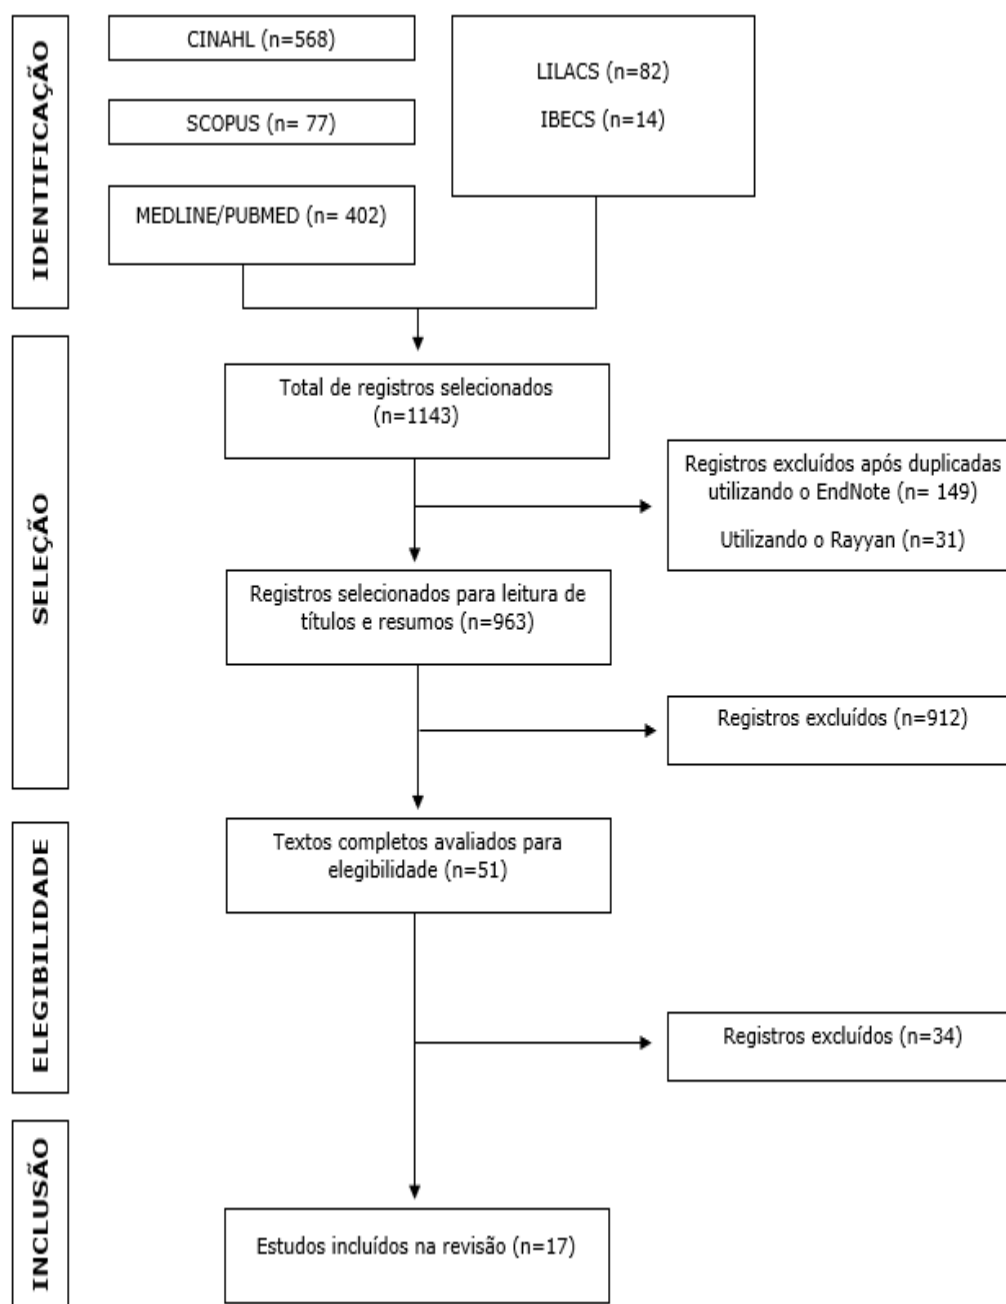 IDENTIFICAÇÃO
CINAHL (n=568)
SCOPUS (n= 77)
MEDLINE/PUBMED (n= 402)
LILACS (n=82)
IBECS (n=14)
SELEÇÃO
Total de registros selecionados
(n=1143)
Registros excluídos após duplicadas
utilizando o EndNote (n= 149)
Utilizando o Rayyan (n=31)
Registros selecionados para leitura de
títulos e resumos (n=963)
Registros excluídos (n=912)
ELEGIBILIDADE
Textos completos avaliados para
elegibilidade (n=51)
Registros excluídos (n=34)
INCLUSÃO
Estudos incluídos na revisão (n=17)